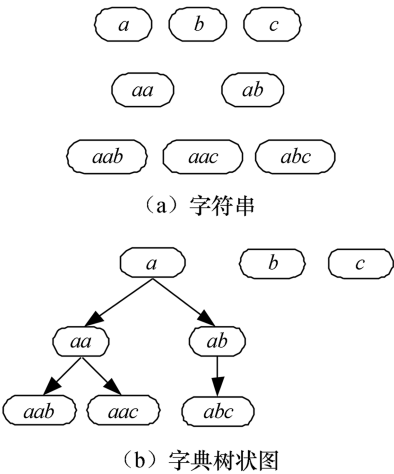 a b c
aa ab
aab aac abc
（a）字符串
a b c
aa ab
aab aac abc
（b）字典树状图